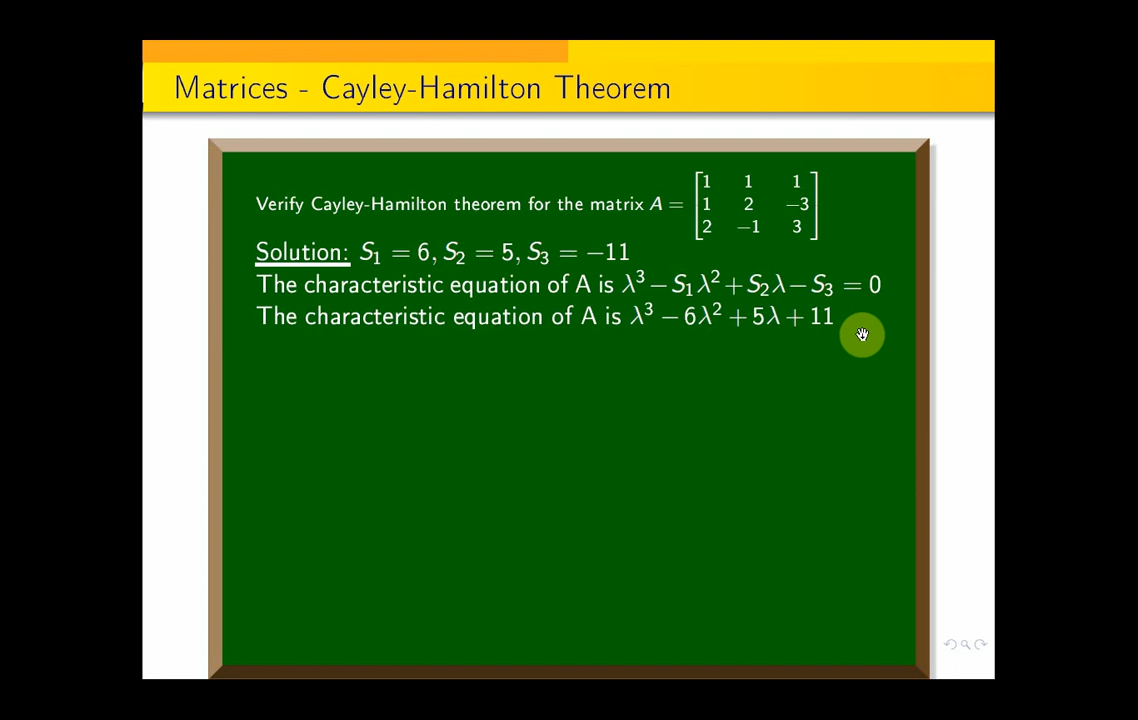 Matrices - Cayley-Hamilton Theorem
Verify Cayley-Hamilton theorem for the matrix A = [1 1 1
1 2 −3
2 −1 3]
Solution: S₁ = 6, S₂ = 5, S₃ = −11
The characteristic equation of A is λ³ − S₁λ² + S₂λ − S₃ = 0
The characteristic equation of A is λ³ − 6λ² + 5λ + 11